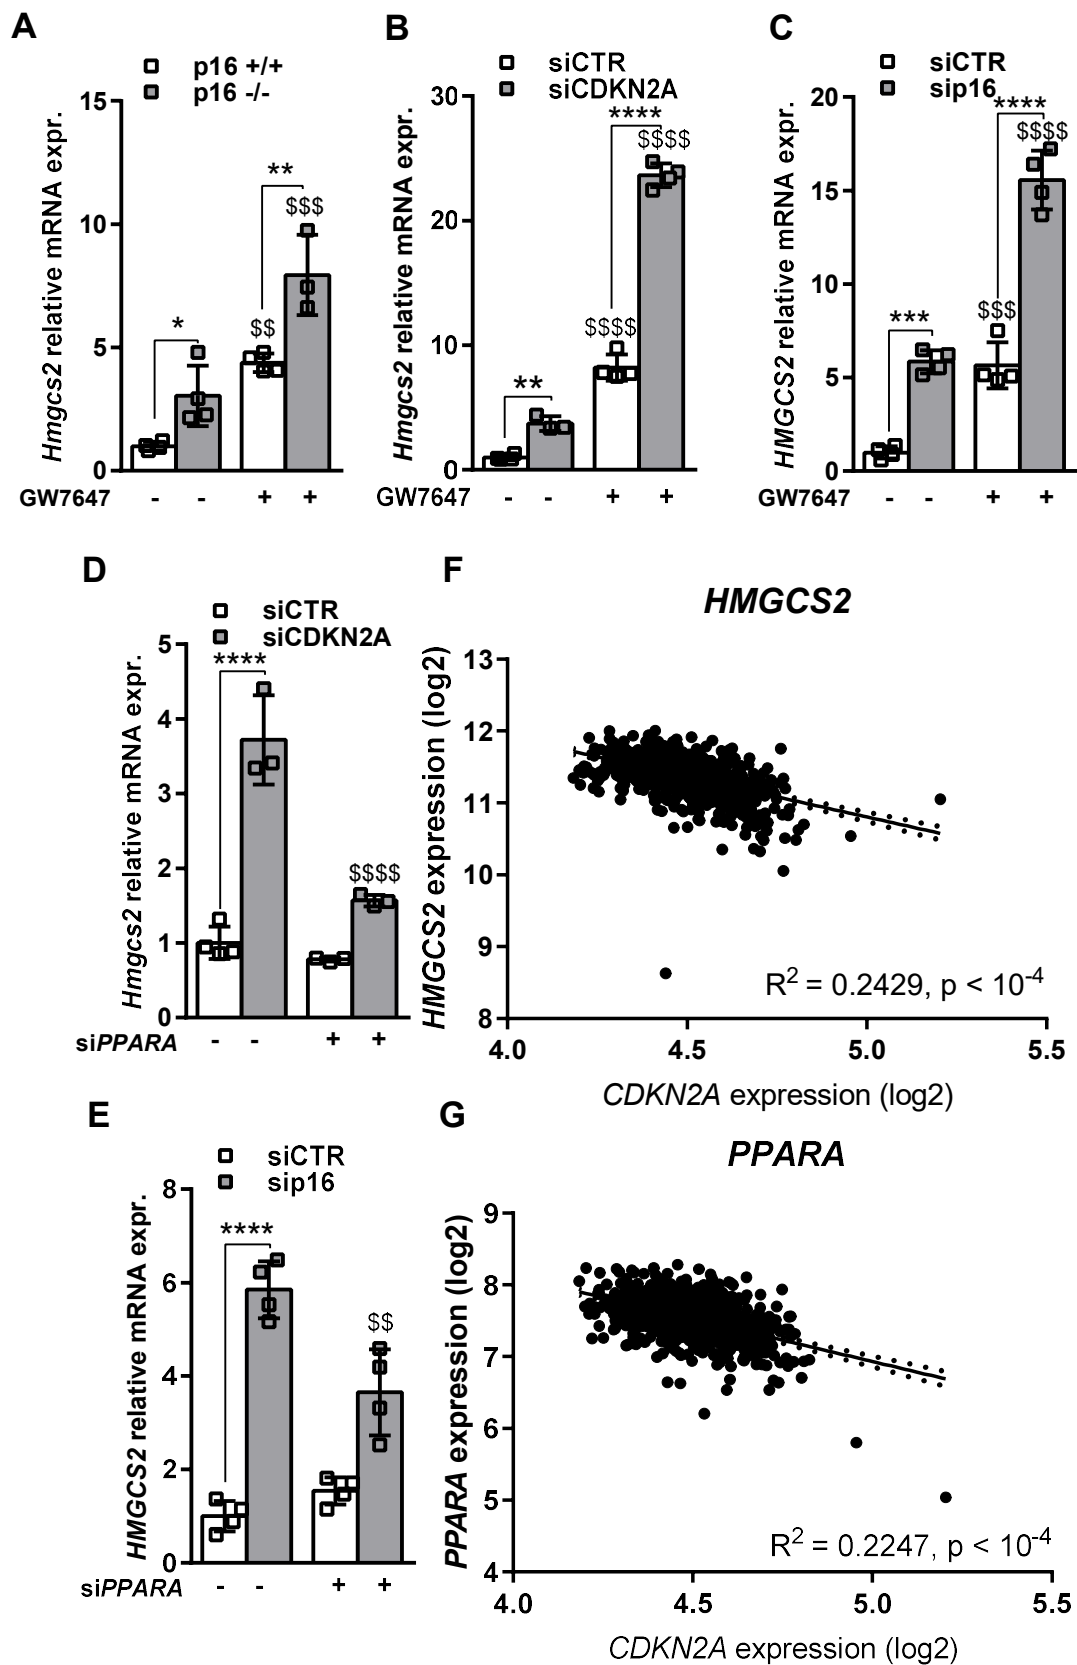 A
p16 +/+
p16 -/-
Hmgcs2 relative mRNA expr.
15
10
5
0
*
$$
**
$$$
GW7647 - - + +
B
siCTR
siCDKN2A
Hmgcs2 relative mRNA expr.
30
20
10
0
**
$$$$
****
$$$$
GW7647 - - + +
C
siCTR
sip16
HMGCS2 relative mRNA expr.
20
15
10
5
0
***
$$$
****
$$$$
GW7647 - - + +
D
siCTR
siCDKN2A
Hmgcs2 relative mRNA expr.
5
4
3
2
1
0
****
$$$$
siPPARA - - + +
F
HMGCS2
HMGCS2 expression (log2)
13
12
11
10
9
8
R2 = 0.2429, p < 10-4
4.0 4.5 5.0 5.5
CDKN2A expression (log2)
E
siCTR
sip16
HMGCS2 relative mRNA expr.
8
6
4
2
0
****
$$
siPPARA - - + +
G
PPARA
PPARA expression (log2)
9
8
7
6
5
4
R2 = 0.2247, p < 10-4
4.0 4.5 5.0 5.5
CDKN2A expression (log2)